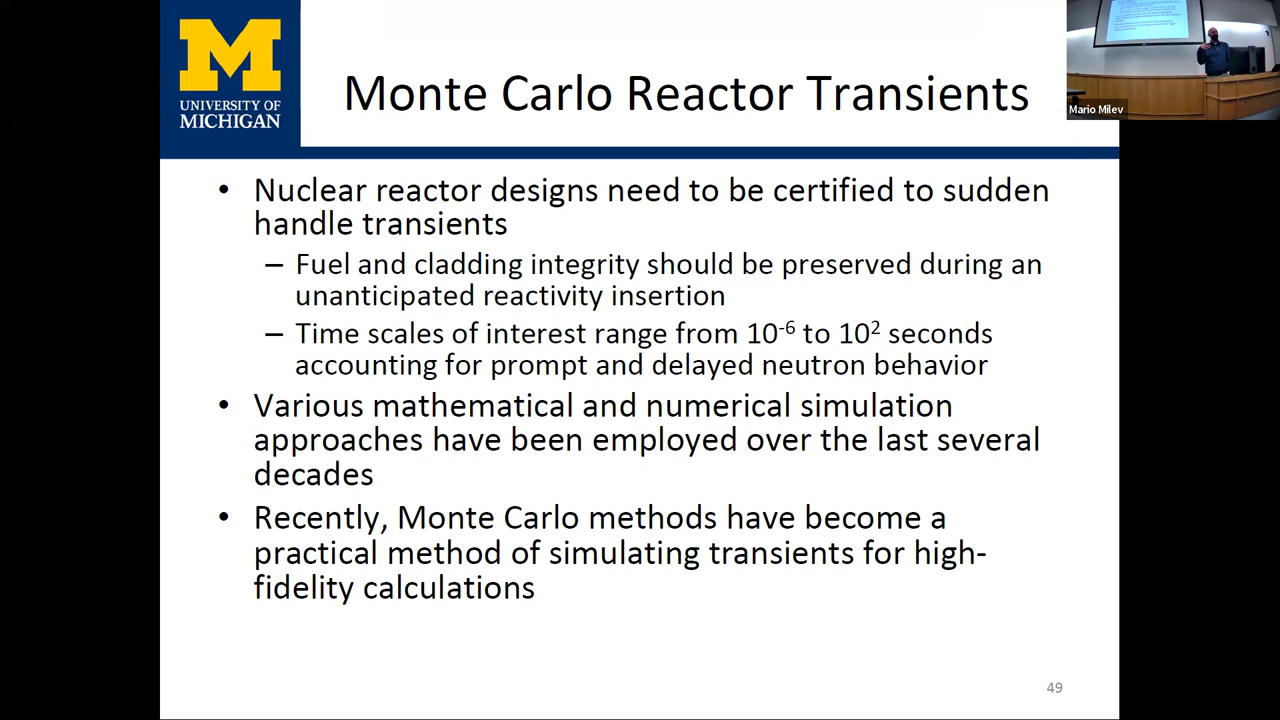 UNIVERSITY OF
MICHIGAN
Monte Carlo Reactor Transients
Mario Milev
• Nuclear reactor designs need to be certified to sudden
handle transients
– Fuel and cladding integrity should be preserved during an
unanticipated reactivity insertion
– Time scales of interest range from 10⁻⁶ to 10² seconds
accounting for prompt and delayed neutron behavior
• Various mathematical and numerical simulation
approaches have been employed over the last several
decades
• Recently, Monte Carlo methods have become a
practical method of simulating transients for high-
fidelity calculations
49